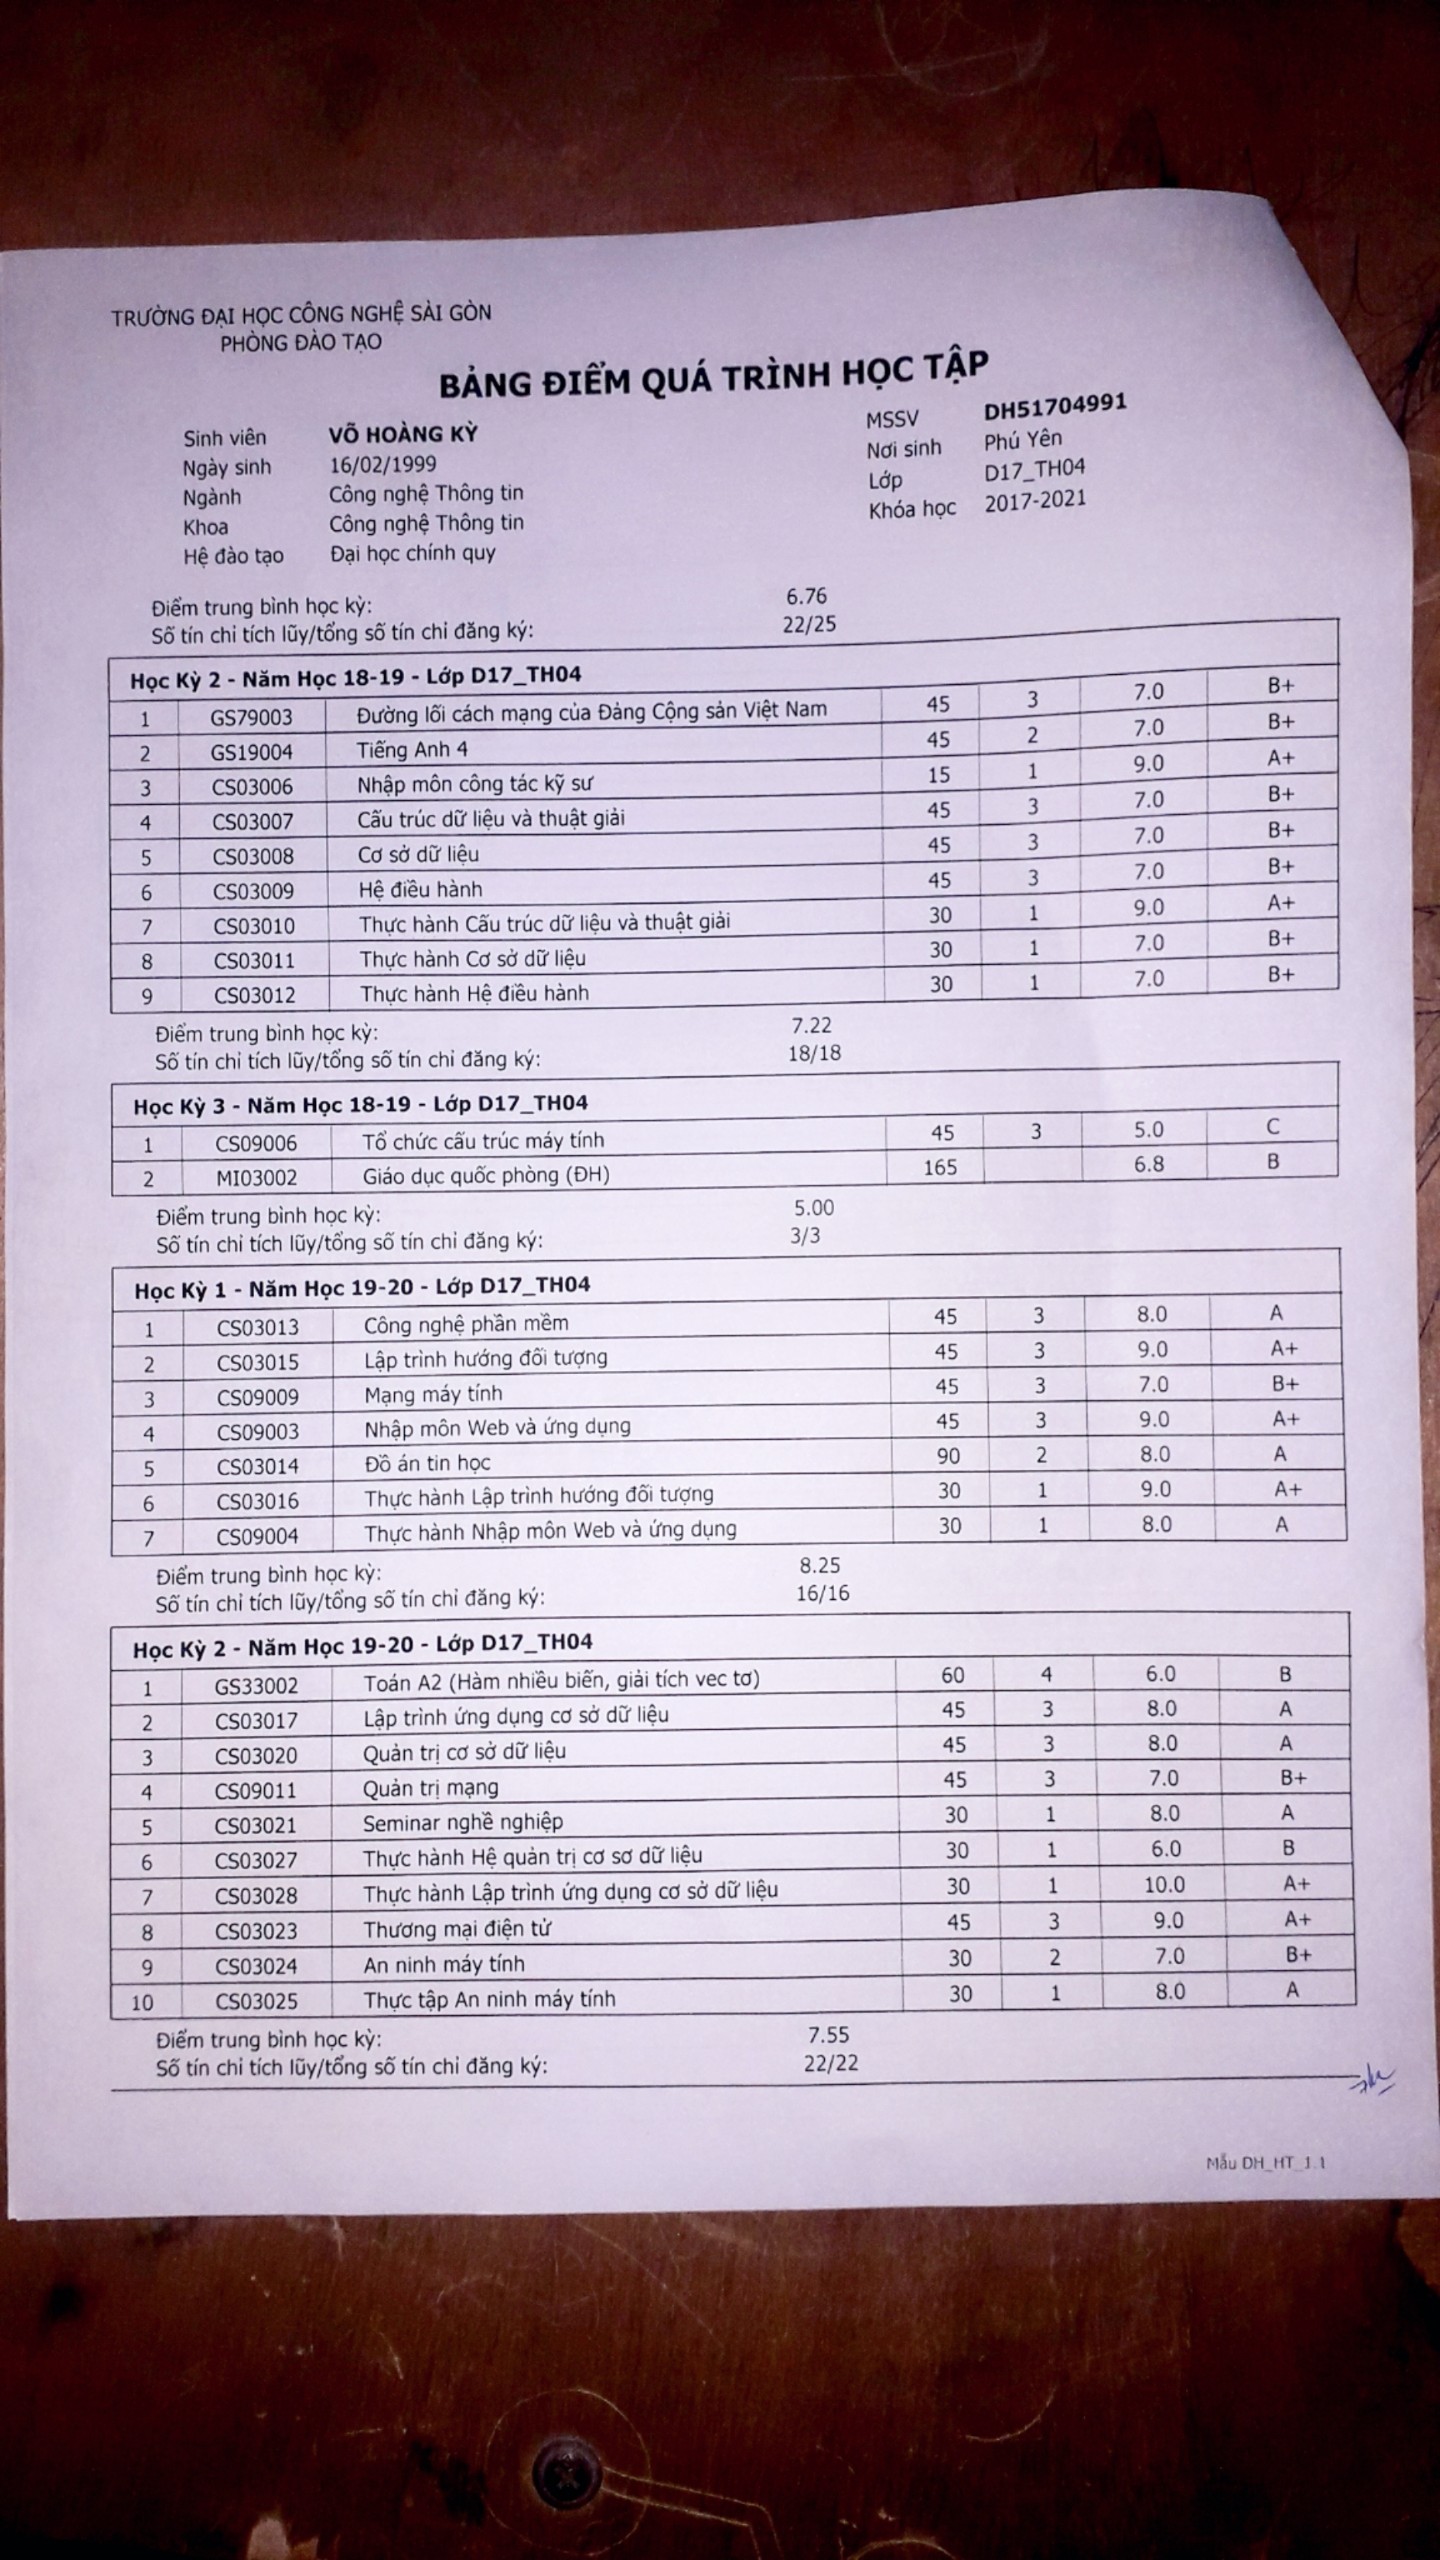 TRƯỜNG ĐẠI HỌC CÔNG NGHỆ SÀI GÒN
PHÒNG ĐÀO TẠO
BẢNG ĐIỂM QUÁ TRÌNH HỌC TẬP
Sinh viên VÕ HOÀNG KỲ MSSV DH51704991
Ngày sinh 16/02/1999 Nơi sinh Phú Yên
Ngành Công nghệ Thông tin Lớp D17_TH04
Khoa Công nghệ Thông tin Khóa học 2017-2021
Hệ đào tạo Đại học chính quy
Điểm trung bình học kỳ: 6.76
Số tín chỉ tích lũy/tổng số tín chỉ đăng ký: 22/25
Học Kỳ 2 - Năm Học 18-19 - Lớp D17_TH04
1 GS79003 Đường lối cách mạng của Đảng Cộng sản Việt Nam 45 3 7.0 B+
2 GS19004 Tiếng Anh 4 45 2 7.0 B+
3 CS03006 Nhập môn công tác kỹ sư 15 1 9.0 A+
4 CS03007 Cấu trúc dữ liệu và thuật giải 45 3 7.0 B+
5 CS03008 Cơ sở dữ liệu 45 3 7.0 B+
6 CS03009 Hệ điều hành 45 3 7.0 B+
7 CS03010 Thực hành Cấu trúc dữ liệu và thuật giải 30 1 9.0 A+
8 CS03011 Thực hành Cơ sở dữ liệu 30 1 7.0 B+
9 CS03012 Thực hành Hệ điều hành 30 1 7.0 B+
Điểm trung bình học kỳ: 7.22
Số tín chỉ tích lũy/tổng số tín chỉ đăng ký: 18/18
Học Kỳ 3 - Năm Học 18-19 - Lớp D17_TH04
1 CS09006 Tổ chức cấu trúc máy tính 45 3 5.0 C
2 MI03002 Giáo dục quốc phòng (ĐH) 165 6.8 B
Điểm trung bình học kỳ: 5.00
Số tín chỉ tích lũy/tổng số tín chỉ đăng ký: 3/3
Học Kỳ 1 - Năm Học 19-20 - Lớp D17_TH04
1 CS03013 Công nghệ phần mềm 45 3 8.0 A
2 CS03015 Lập trình hướng đối tượng 45 3 9.0 A+
3 CS09009 Mạng máy tính 45 3 7.0 B+
4 CS09003 Nhập môn Web và ứng dụng 45 3 9.0 A+
5 CS03014 Đồ án tin học 90 2 8.0 A
6 CS03016 Thực hành Lập trình hướng đối tượng 30 1 9.0 A+
7 CS09004 Thực hành Nhập môn Web và ứng dụng 30 1 8.0 A
Điểm trung bình học kỳ: 8.25
Số tín chỉ tích lũy/tổng số tín chỉ đăng ký: 16/16
Học Kỳ 2 - Năm Học 19-20 - Lớp D17_TH04
1 GS33002 Toán A2 (Hàm nhiều biến, giải tích vec tơ) 60 4 6.0 B
2 CS03017 Lập trình ứng dụng cơ sở dữ liệu 45 3 8.0 A
3 CS03020 Quản trị cơ sở dữ liệu 45 3 8.0 A
4 CS09011 Quản trị mạng 45 3 7.0 B+
5 CS03021 Seminar nghề nghiệp 30 1 8.0 A
6 CS03027 Thực hành Hệ quản trị cơ sơ dữ liệu 30 1 6.0 B
7 CS03028 Thực hành Lập trình ứng dụng cơ sở dữ liệu 30 1 10.0 A+
8 CS03023 Thương mại điện tử 45 3 9.0 A+
9 CS03024 An ninh máy tính 30 2 7.0 B+
10 CS03025 Thực tập An ninh máy tính 30 1 8.0 A
Điểm trung bình học kỳ: 7.55
Số tín chỉ tích lũy/tổng số tín chỉ đăng ký: 22/22
Mẫu DH_HT_1.1